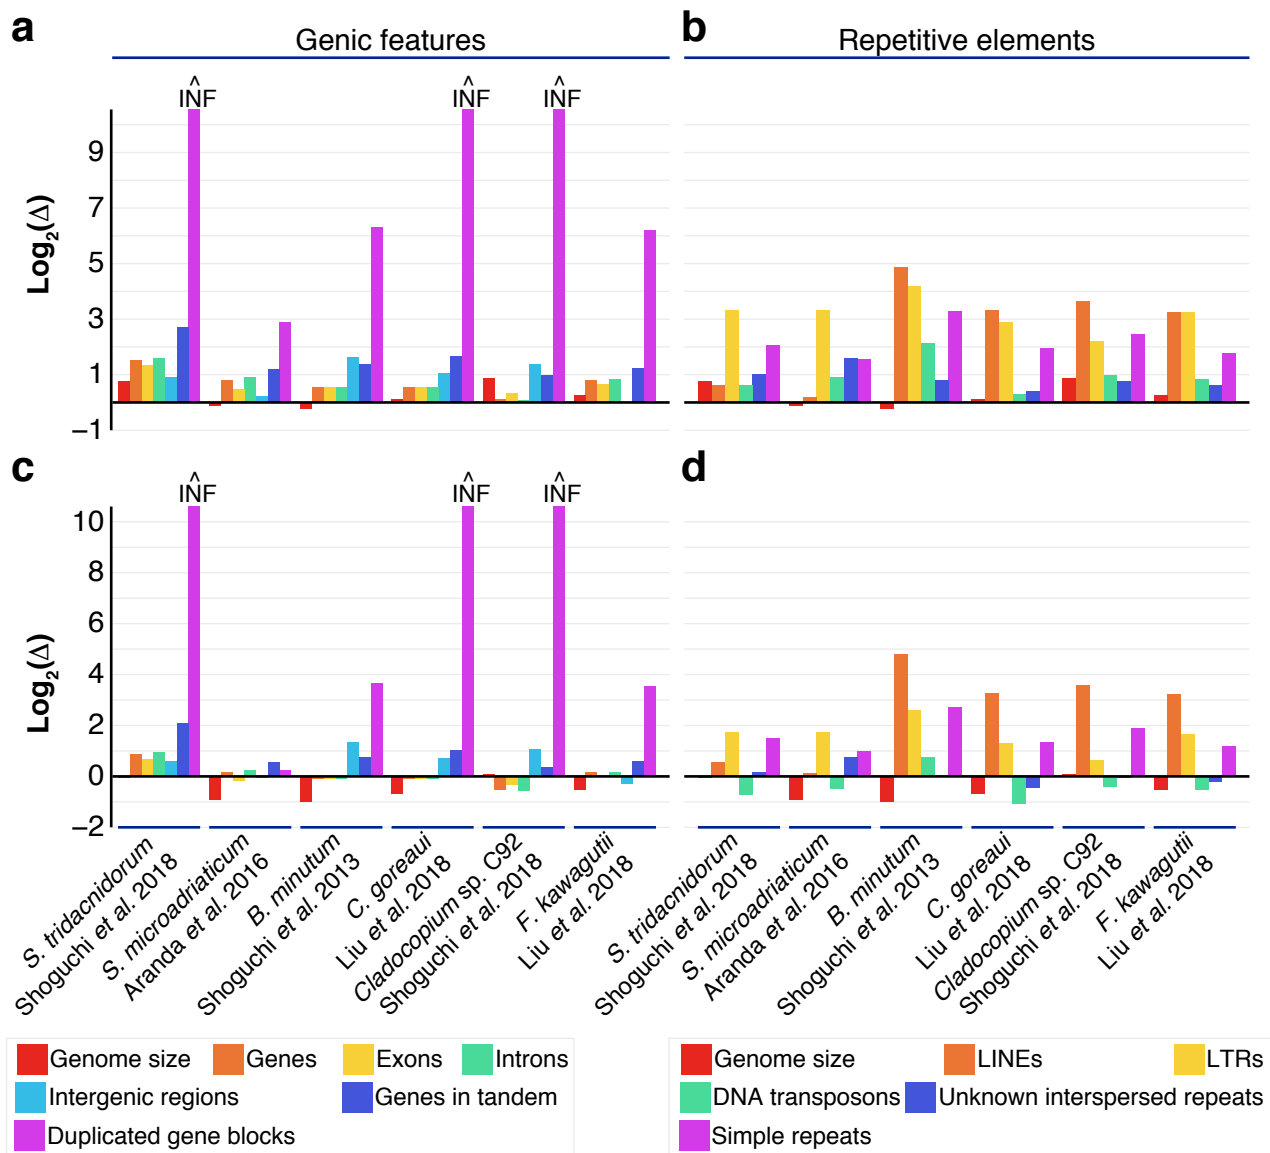 a
Genic features
b
Repetitive elements
^
INF
^
INF
^
INF
Log2(Δ)
9
7
5
3
1
−1
c
d
^
INF
^
INF
^
INF
Log2(Δ)
10
8
6
4
2
0
−2
S. tridacnidorum
Shoguchi et al. 2018
S. microadriaticum
Aranda et al. 2016
B. minutum
Shoguchi et al. 2013
C. goreaui
Liu et al. 2018
Cladocopium sp. C92
Shoguchi et al. 2018
F. kawagutii
Liu et al. 2018
S. tridacnidorum
Shoguchi et al. 2018
S. microadriaticum
Aranda et al. 2016
B. minutum
Shoguchi et al. 2013
C. goreaui
Liu et al. 2018
Cladocopium sp. C92
Shoguchi et al. 2018
F. kawagutii
Liu et al. 2018
Genome size
Genes
Exons
Introns
Intergenic regions
Genes in tandem
Duplicated gene blocks
Genome size
LINEs
LTRs
DNA transposons
Unknown interspersed repeats
Simple repeats